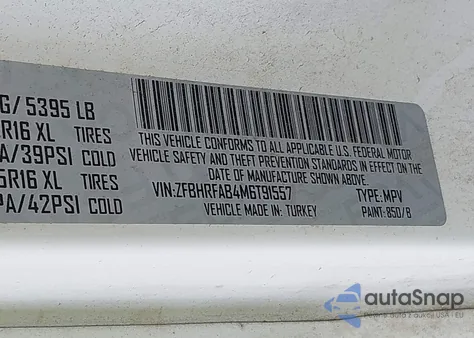 G/ 5395 LB
R16 XL TIRES
A/39PSI COLD
5R16 XL TIRES
PA/42PSI COLD
THIS VEHICLE CONFORMS TO ALL U.S. FEDERAL MOTOR
VEHICLE SAFETY AND THEFT PREVENTION STANDARDS IN EFFECT ON THE
DATE OF MANUFACTURE SHOWN ABOVE.
VIN:ZFBHRFAB4M6T91557 TYPE: MPV
VEHICLE MADE IN: TURKEY PAINT: 850/B
autoSnap